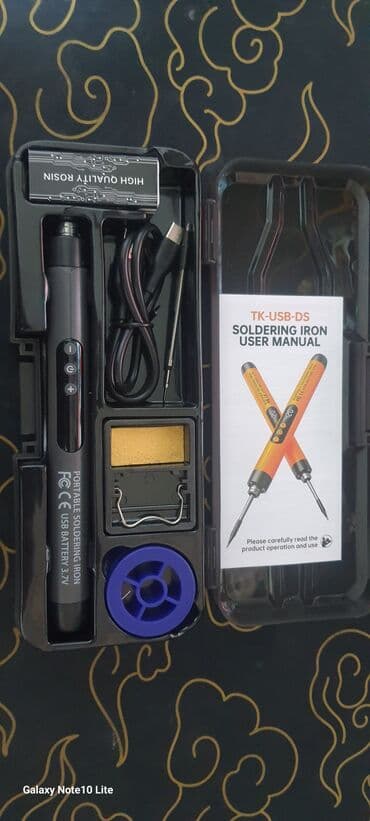 HIGH QUALITY ROSIN
PORTABLE SOLDERING IRON
FC CE USB BATTERY 3.7V
TK-USB-DS
SOLDERING IRON
USER MANUAL
Please carefully read the
product operation and use
Galaxy Note10 Lite